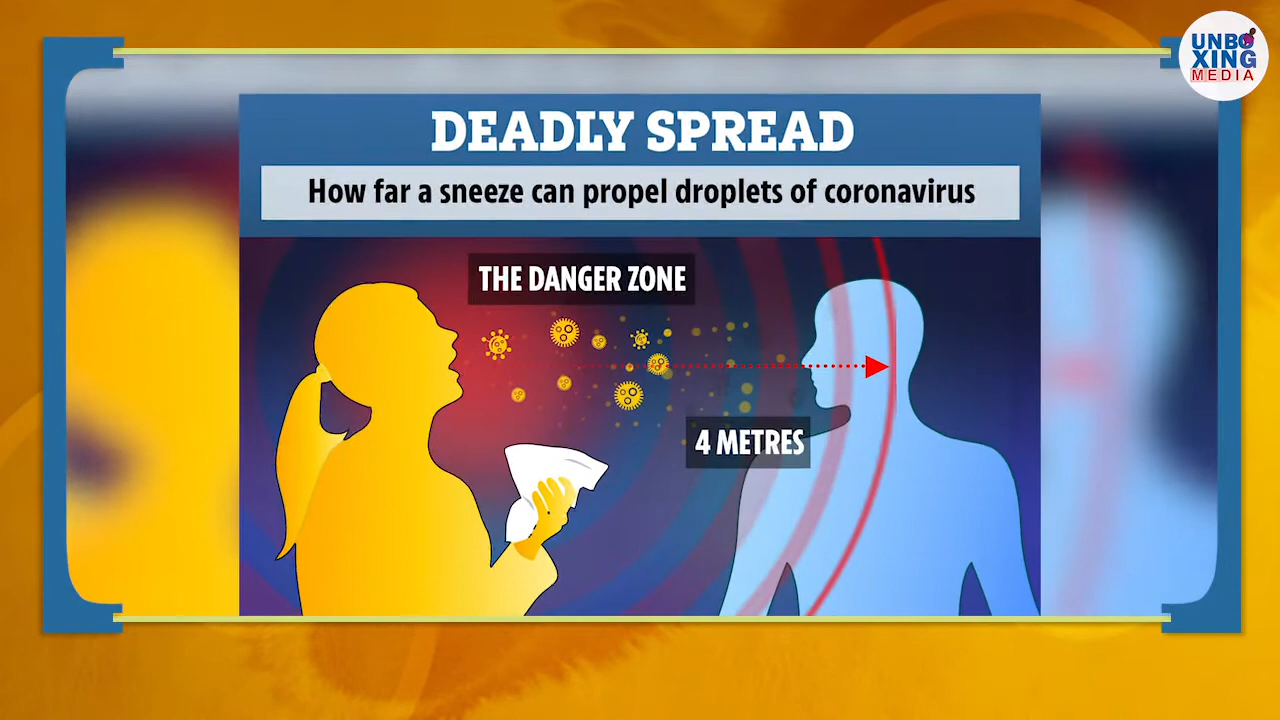 UNBO
XING
MEDIA
DEADLY SPREAD
How far a sneeze can propel droplets of coronavirus
THE DANGER ZONE
4 METRES